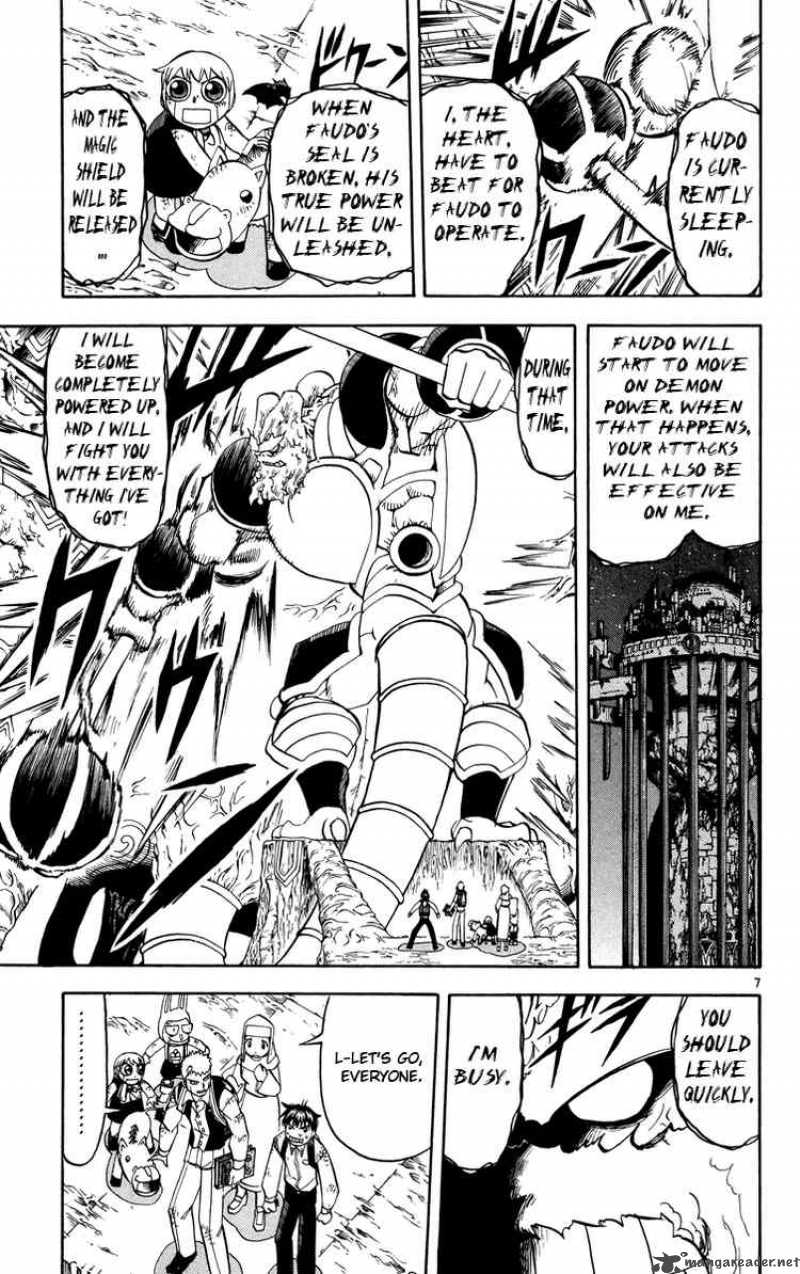 FAUDO
IS CUR-
RENTLY
SLEEP-
ING.
I, THE
HEART,
HAVE TO
BEAT FOR
FAUDO TO
OPERATE.
ドクーン
WHEN
FAUDO'S
SEAL IS
BROKEN, HIS
TRUE POWER
WILL BE UN-
LEASHED.
AND THE
MAGIC
SHIELD
WILL BE
RELEASED
...
FAUDO WILL
START TO MOVE
ON DEMON
POWER. WHEN
THAT HAPPENS,
YOUR ATTACKS
WILL ALSO BE
EFFECTIVE
ON ME.
DURING
THAT
TIME,
I WILL
BECOME
COMPLETELY
POWERED UP,
AND I WILL
FIGHT YOU
WITH EVERY-
THING I'VE
GOT!
7
YOU
SHOULD
LEAVE
QUICKLY.
I'M
BUSY.
L-LET'S GO,
EVERYONE.
.........
mangareader.net